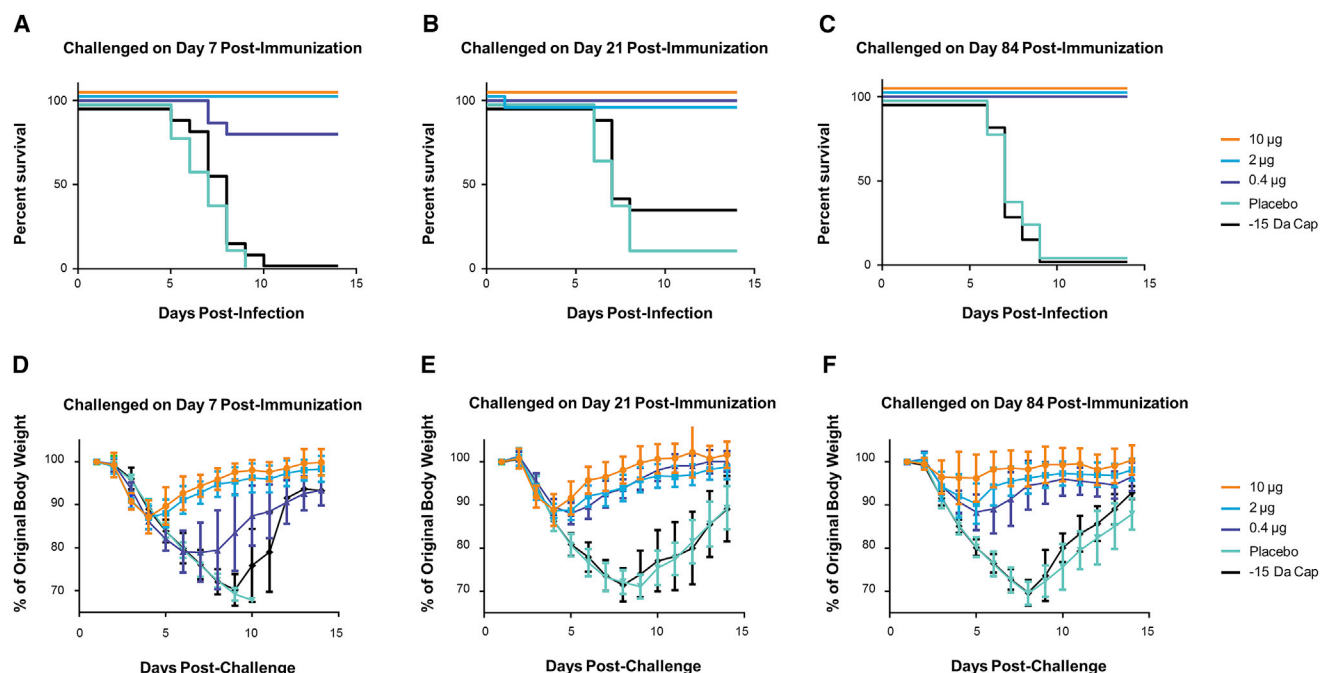 A
Challenged on Day 7 Post-Immunization
Percent survival
100
50
0
0 5 10 15
Days Post-Infection
B
Challenged on Day 21 Post-Immunization
Percent survival
100
50
0
0 5 10 15
Days Post-Infection
C
Challenged on Day 84 Post-Immunization
Percent survival
100
50
0
0 5 10 15
Days Post-Infection
10 µg
2 µg
0.4 µg
Placebo
-15 Da Cap
D
Challenged on Day 7 Post-Immunization
% of Original Body Weight
100
90
80
70
0 5 10 15
Days Post-Challenge
E
Challenged on Day 21 Post-Immunization
% of Original Body Weight
100
90
80
70
0 5 10 15
Days Post-Challenge
F
Challenged on Day 84 Post-Immunization
% of Original Body Weight
100
90
80
70
0 5 10 15
Days Post-Challenge
10 µg
2 µg
0.4 µg
Placebo
-15 Da Cap